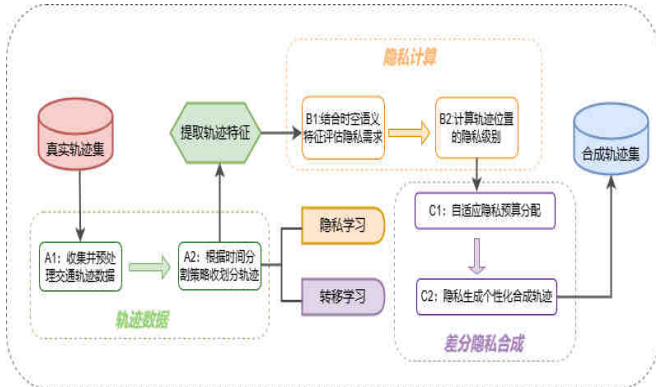 隐私计算
真实轨迹集
提取轨迹特征
B1:结合时空语义
特征评估隐私需求
B2:计算轨迹位置
的隐私级别
合成轨迹集
A1：收集并预处
理交通轨迹数据
A2：根据时间分
割策略收划分轨迹
隐私学习
转移学习
轨迹数据
C1：自适应隐私预算分配
C2：隐私生成个性化合成轨迹
差分隐私合成